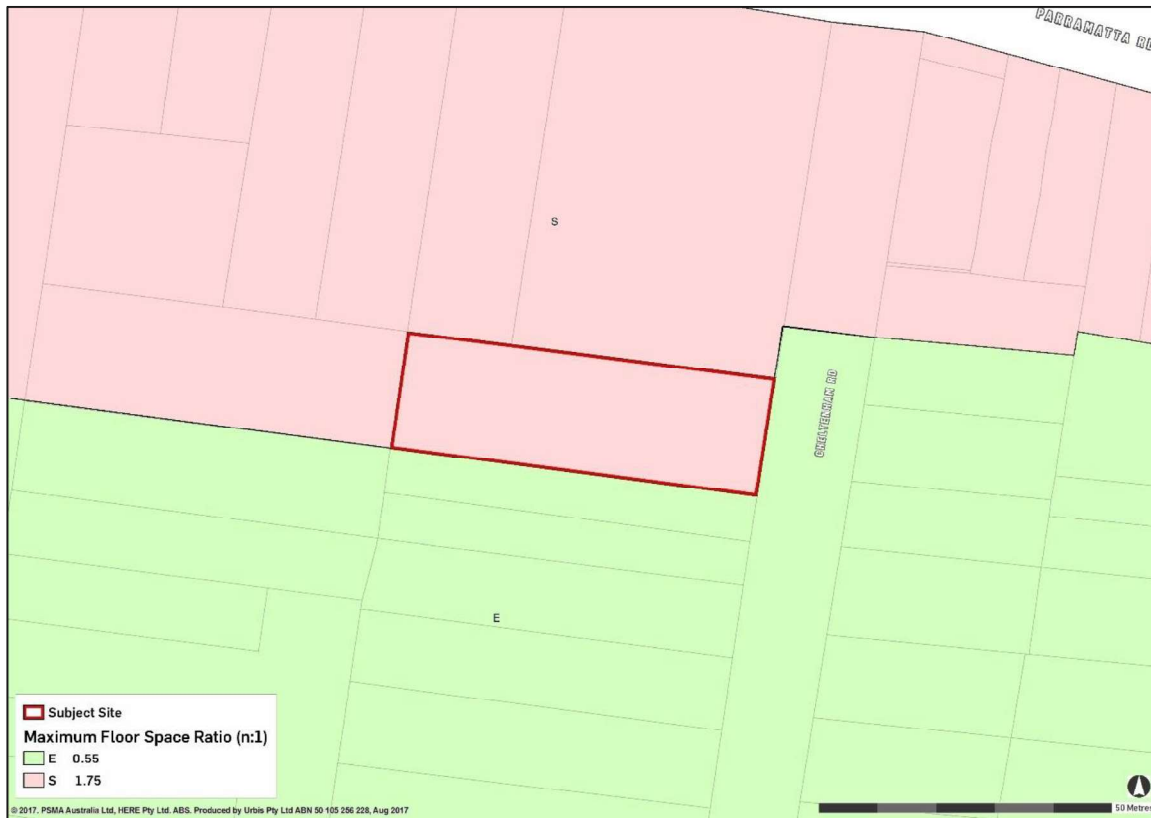 PARRAMATTA RD
S
CHELTENHAM RD
E
Subject Site
Maximum Floor Space Ratio (n:1)
E 0.55
S 1.75
© 2017. PSMA Australia Ltd, HERE Pty Ltd. ABS. Produced by Urbis Pty Ltd ABN 50 105 256 228, Aug 2017
50 Metres